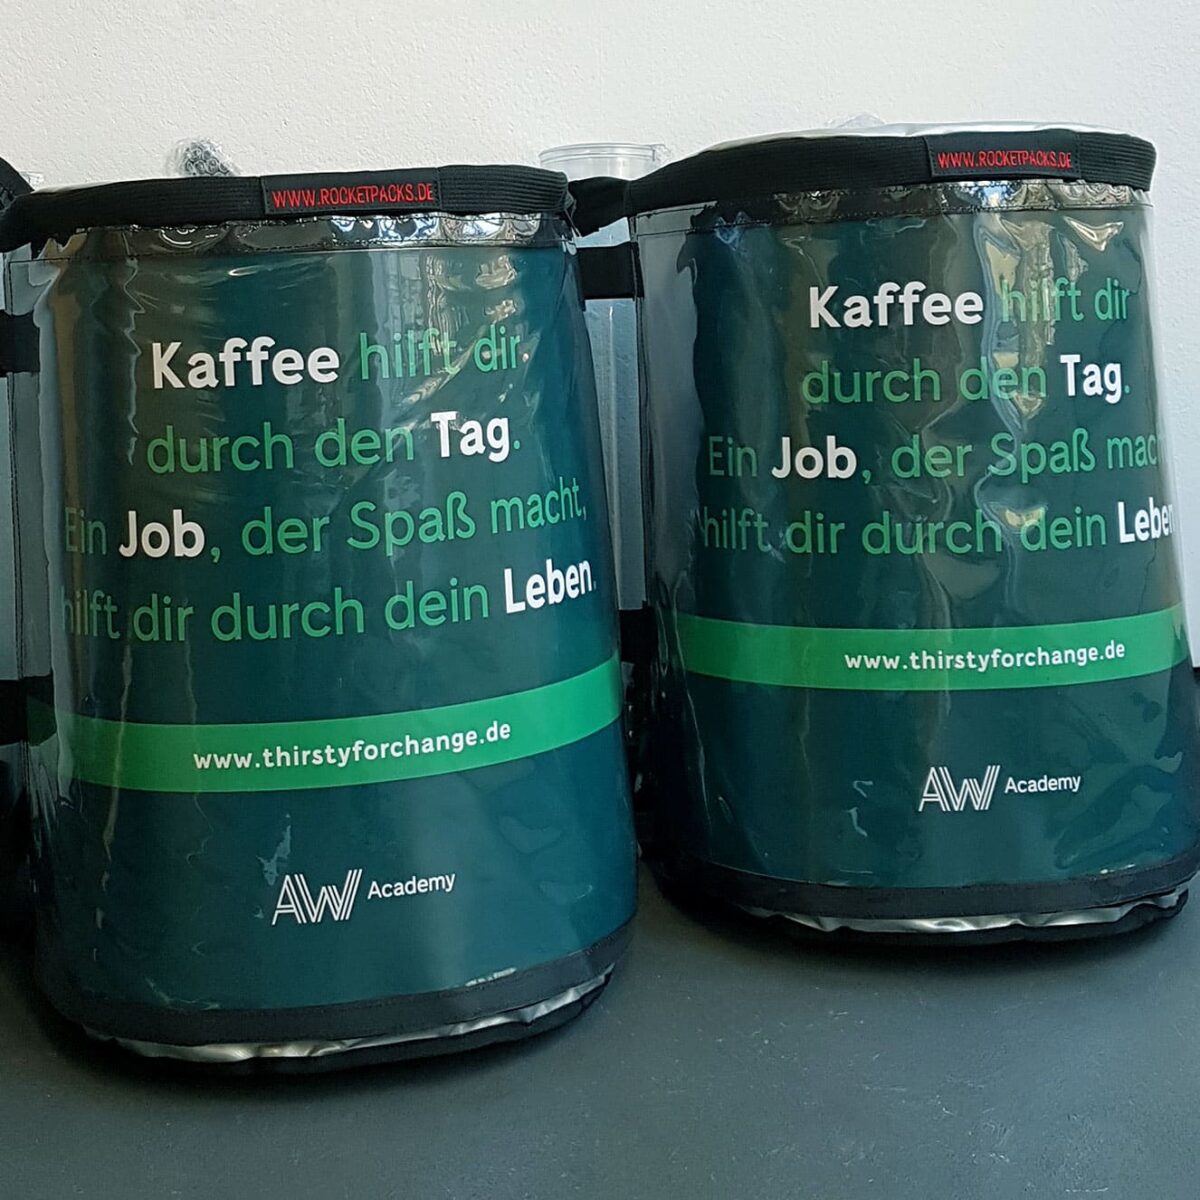 WWW.ROCKETPACKS.DE
Kaffee hilft dir
durch den Tag.
Ein Job, der Spaß macht,
hilft dir durch dein Leben.
www.thirstyforchange.de
AW Academy
WWW.ROCKETPACKS.DE
Kaffee hilft dir
durch den Tag.
Ein Job, der Spaß mac
hilft dir durch dein Leben
www.thirstyforchange.de
AW Academy